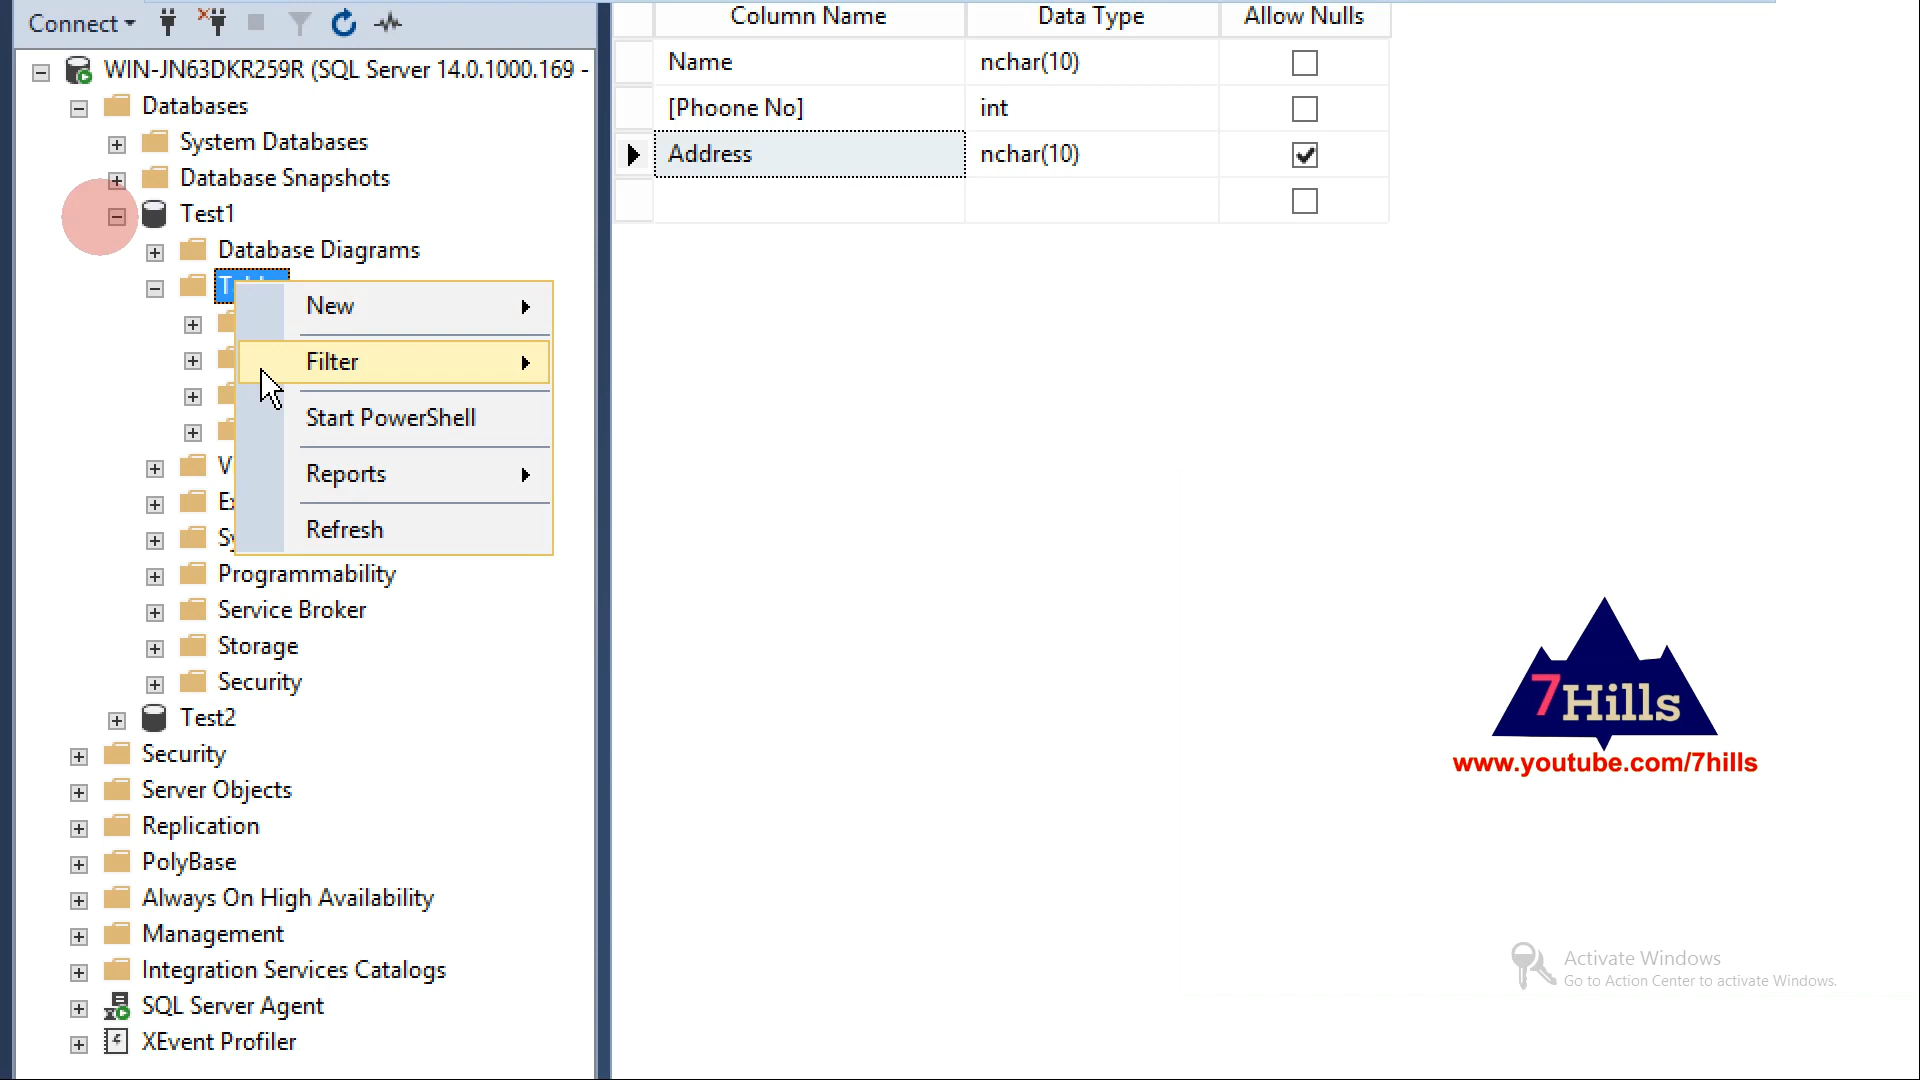 Connect
WIN-JN63DKR259R (SQL Server 14.0.1000.169 -
Databases
System Databases
Database Snapshots
Test1
Database Diagrams
New
Filter
Start PowerShell
Reports
Refresh
Programmability
Service Broker
Storage
Security
Test2
Security
Server Objects
Replication
PolyBase
Always On High Availability
Management
Integration Services Catalogs
SQL Server Agent
XEvent Profiler
Column Name Data Type Allow Nulls
Name nchar(10)
[Phoone No] int
Address nchar(10)
7Hills
www.youtube.com/7hills
Activate Windows
Go to Action Center to activate Windows.